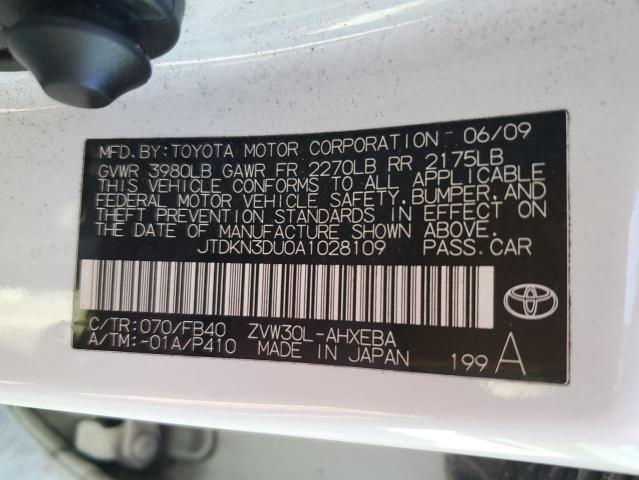 MFD. BY: TOYOTA MOTOR CORPORATION 06/09
GVWR 3980LB GAWR FR 2270LB RR 2175LB
THIS VEHICLE CONFORMS TO ALL APPLICABLE
FEDERAL MOTOR VEHICLE SAFETY, BUMPER, AND
THEFT PREVENTION STANDARDS IN EFFECT ON
THE DATE OF MANUFACTURE SHOWN ABOVE.
JTDKN3DU0A1028109 PASS. CAR
C/TR: 070/FB40 ZVW30L-AHXEBA
A/TM: -01A/P410 MADE IN JAPAN 199 A